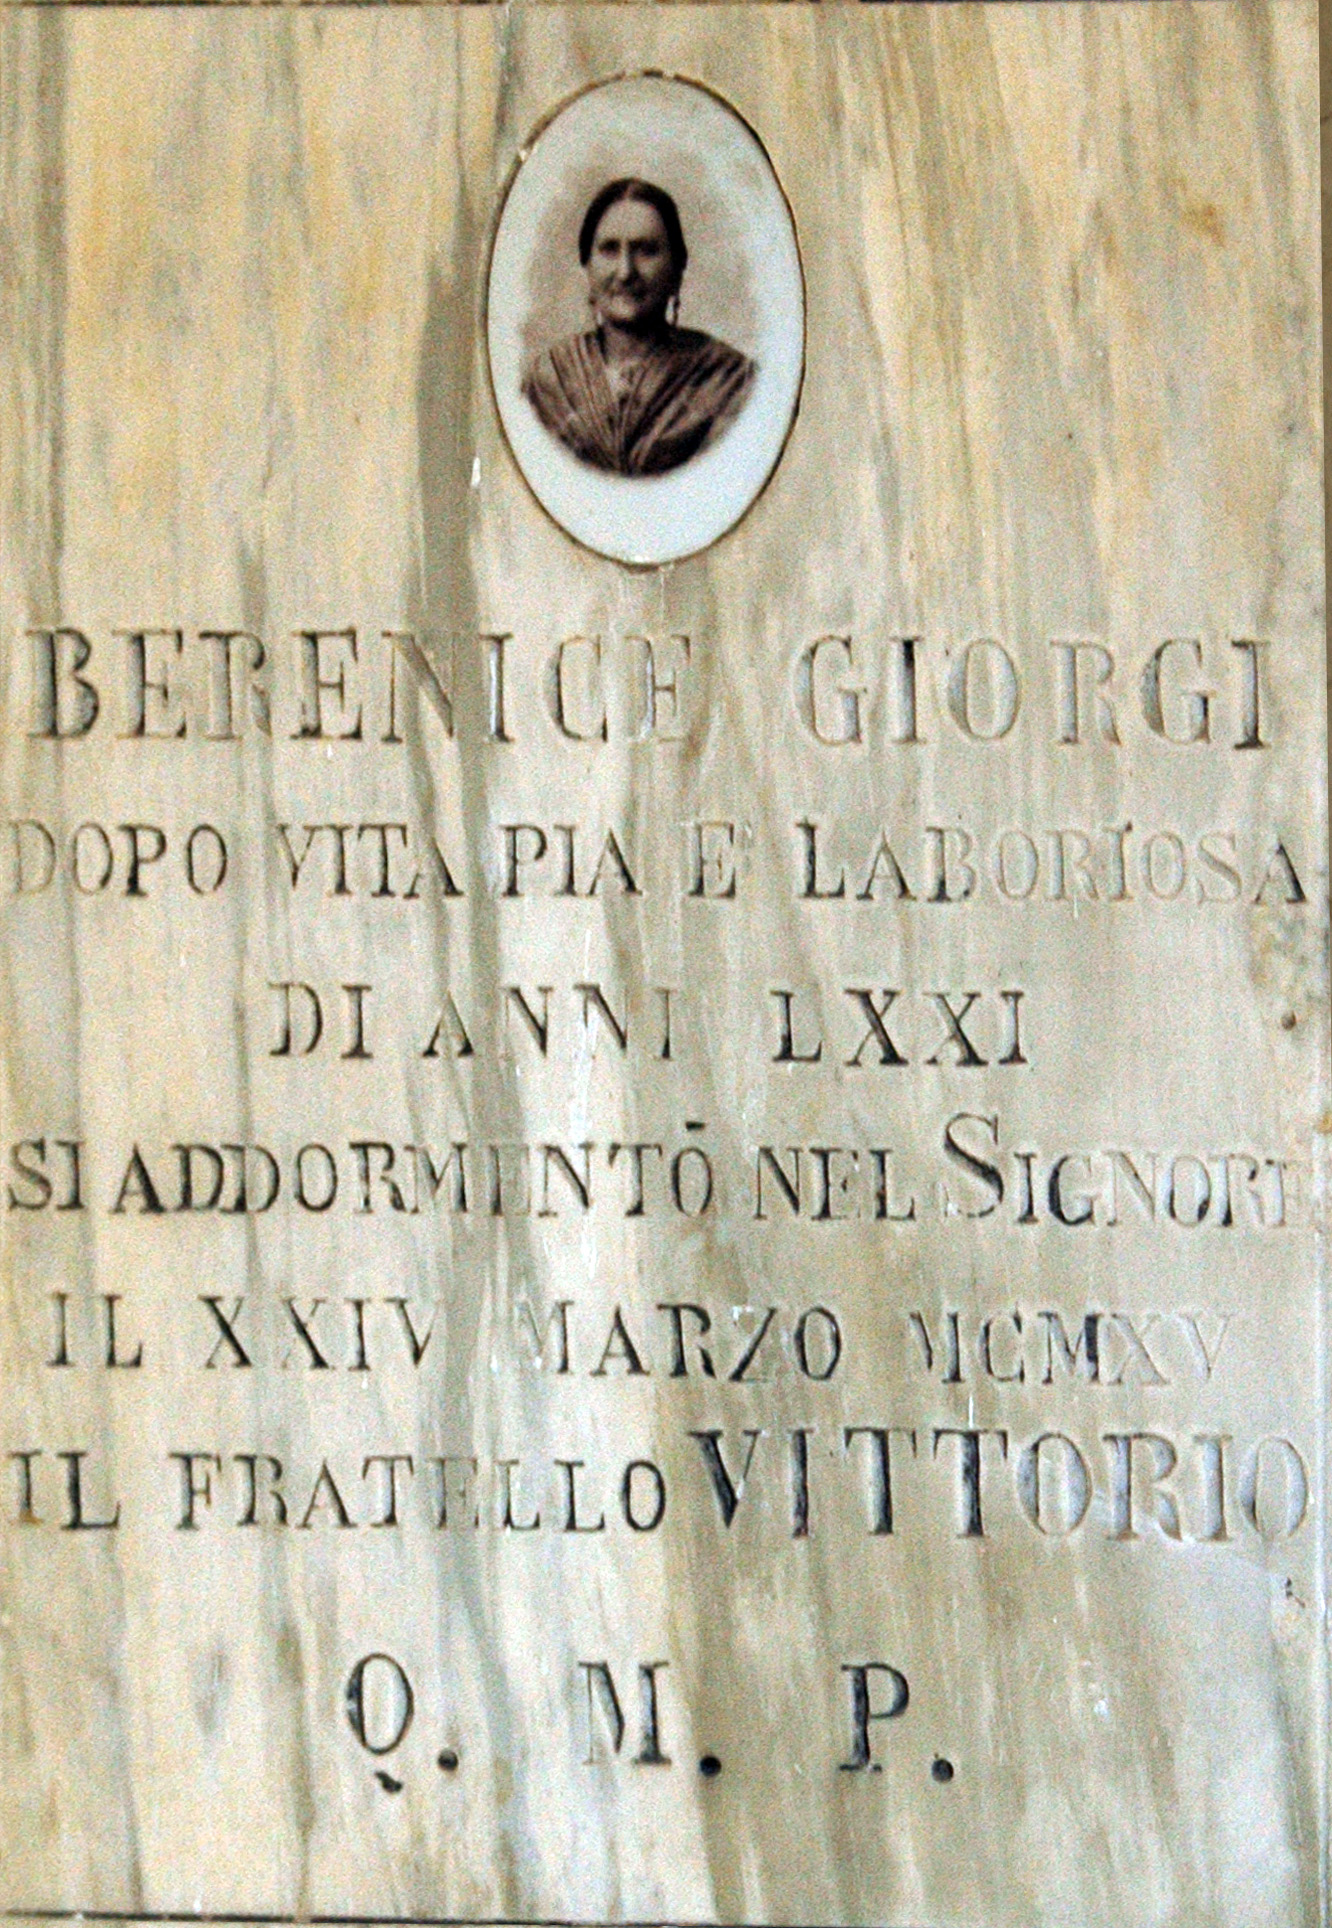 BERENICE GIORGI
DOPO VITA PIA E LABORIOSA
DI ANNI LXXI
SI ADDORMENTÒ NEL SIGNORE
IL XXIV MARZO MCMXV
IL FRATELLO VITTORIO
Q. M. P.